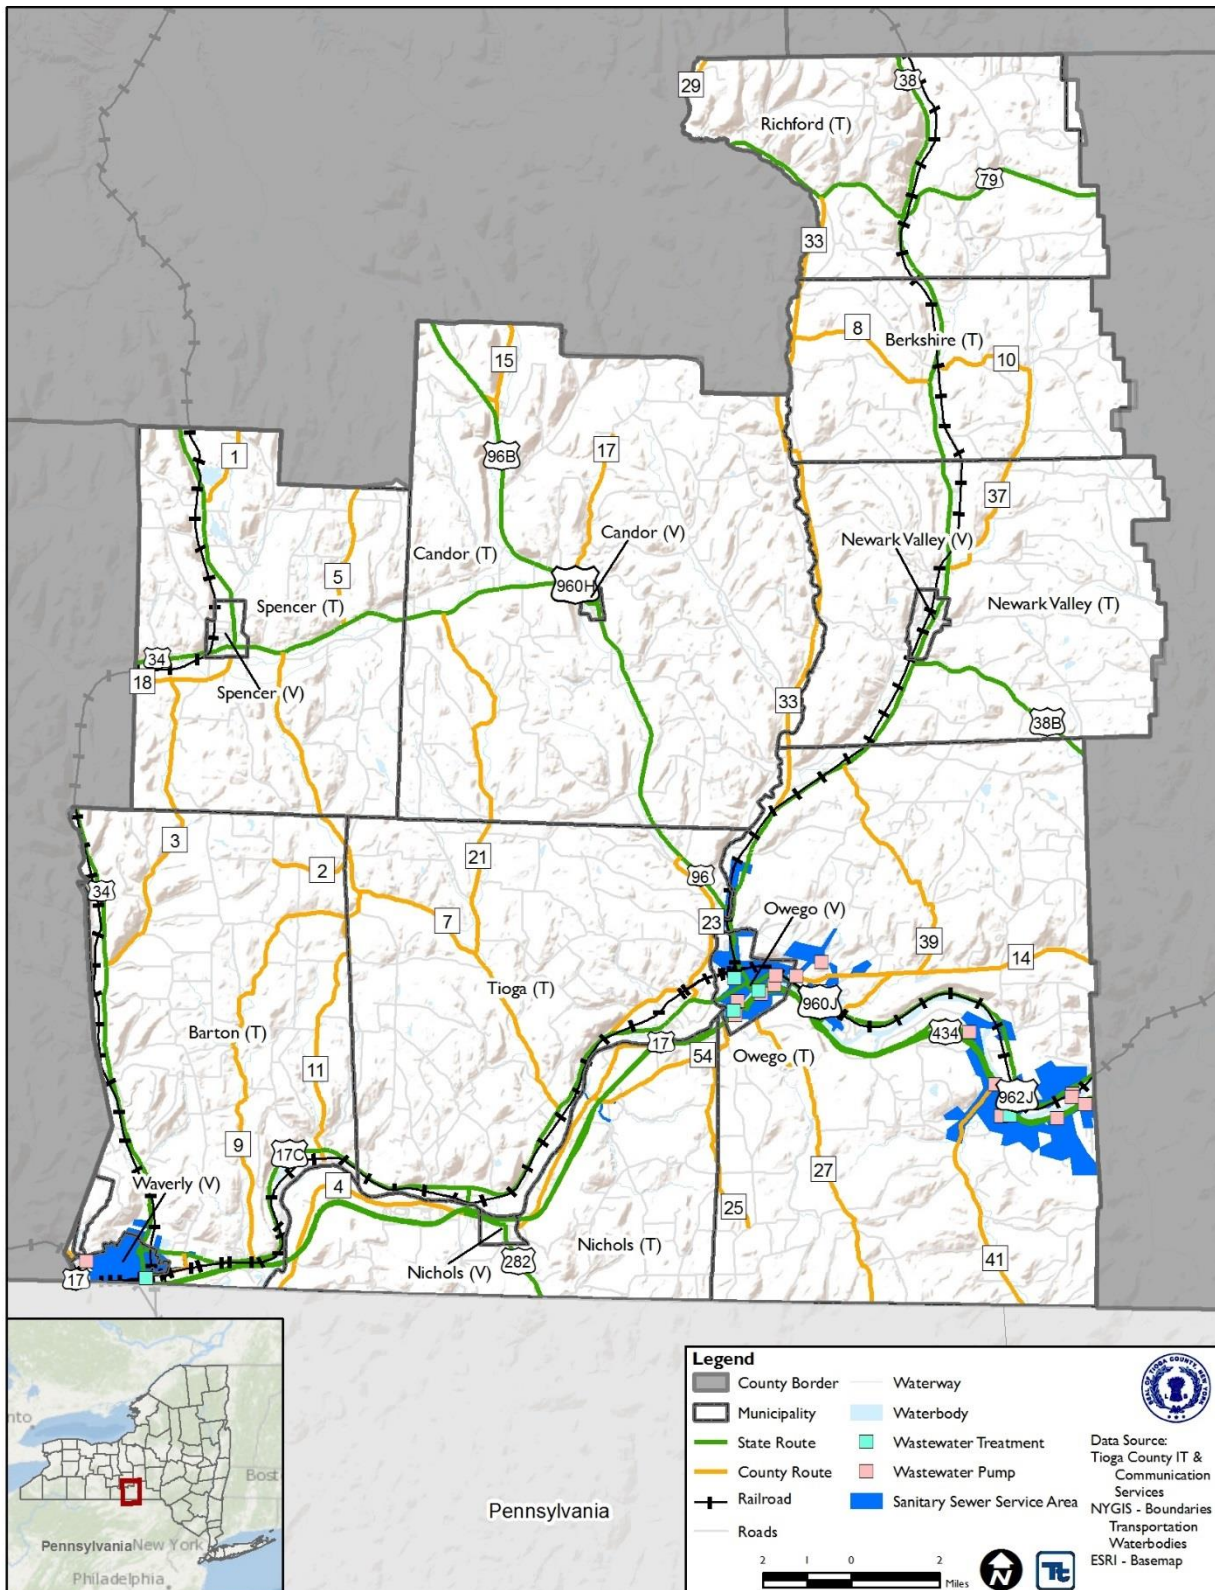 38
29
Richford (T)
79
33
8
Berkshire (T)
10
15
1
96B
17
37
Candor (V)
Newark Valley (V)
Candor (T)
5
960H
Spencer (T)
Newark Valley (T)
34
18
Spencer (V)
33
38B
3
21
2
34
96
Owego (V)
23
7
39
14
Tioga (T)
960J
Barton (T)
17
434
54
Owego (T)
11
962J
9
17C
Waverly (V)
4
27
25
Nichols (T)
17
Nichols (V)
282
41
Legend
County Border
Municipality
State Route
County Route
Railroad
Roads
Waterway
Waterbody
Wastewater Treatment
Wastewater Pump
Sanitary Sewer Service Area
Data Source:
Tioga County IT &
Communication
Services
NYGIS - Boundaries
Transportation
Waterbodies
ESRI - Basemap
2 1 0 2
Miles
N
Tt
Pennsylvania
nto
Bost
Pennsylvania
New York
Philadelphia